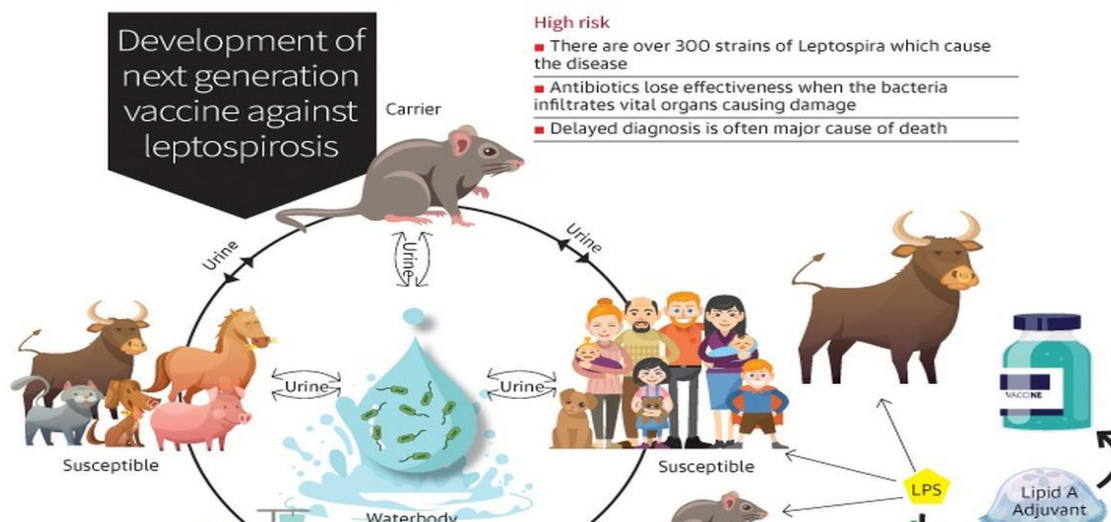 Development of
next generation
vaccine against
leptospirosis
High risk
There are over 300 strains of Leptospira which cause
the disease
Antibiotics lose effectiveness when the bacteria
infiltrates vital organs causing damage
Delayed diagnosis is often major cause of death
Carrier
Urine
Urine
Urine
Urine
Urine
VACCINE
Susceptible
Susceptible
LPS
Lipid A
Adjuvant
Waterbody